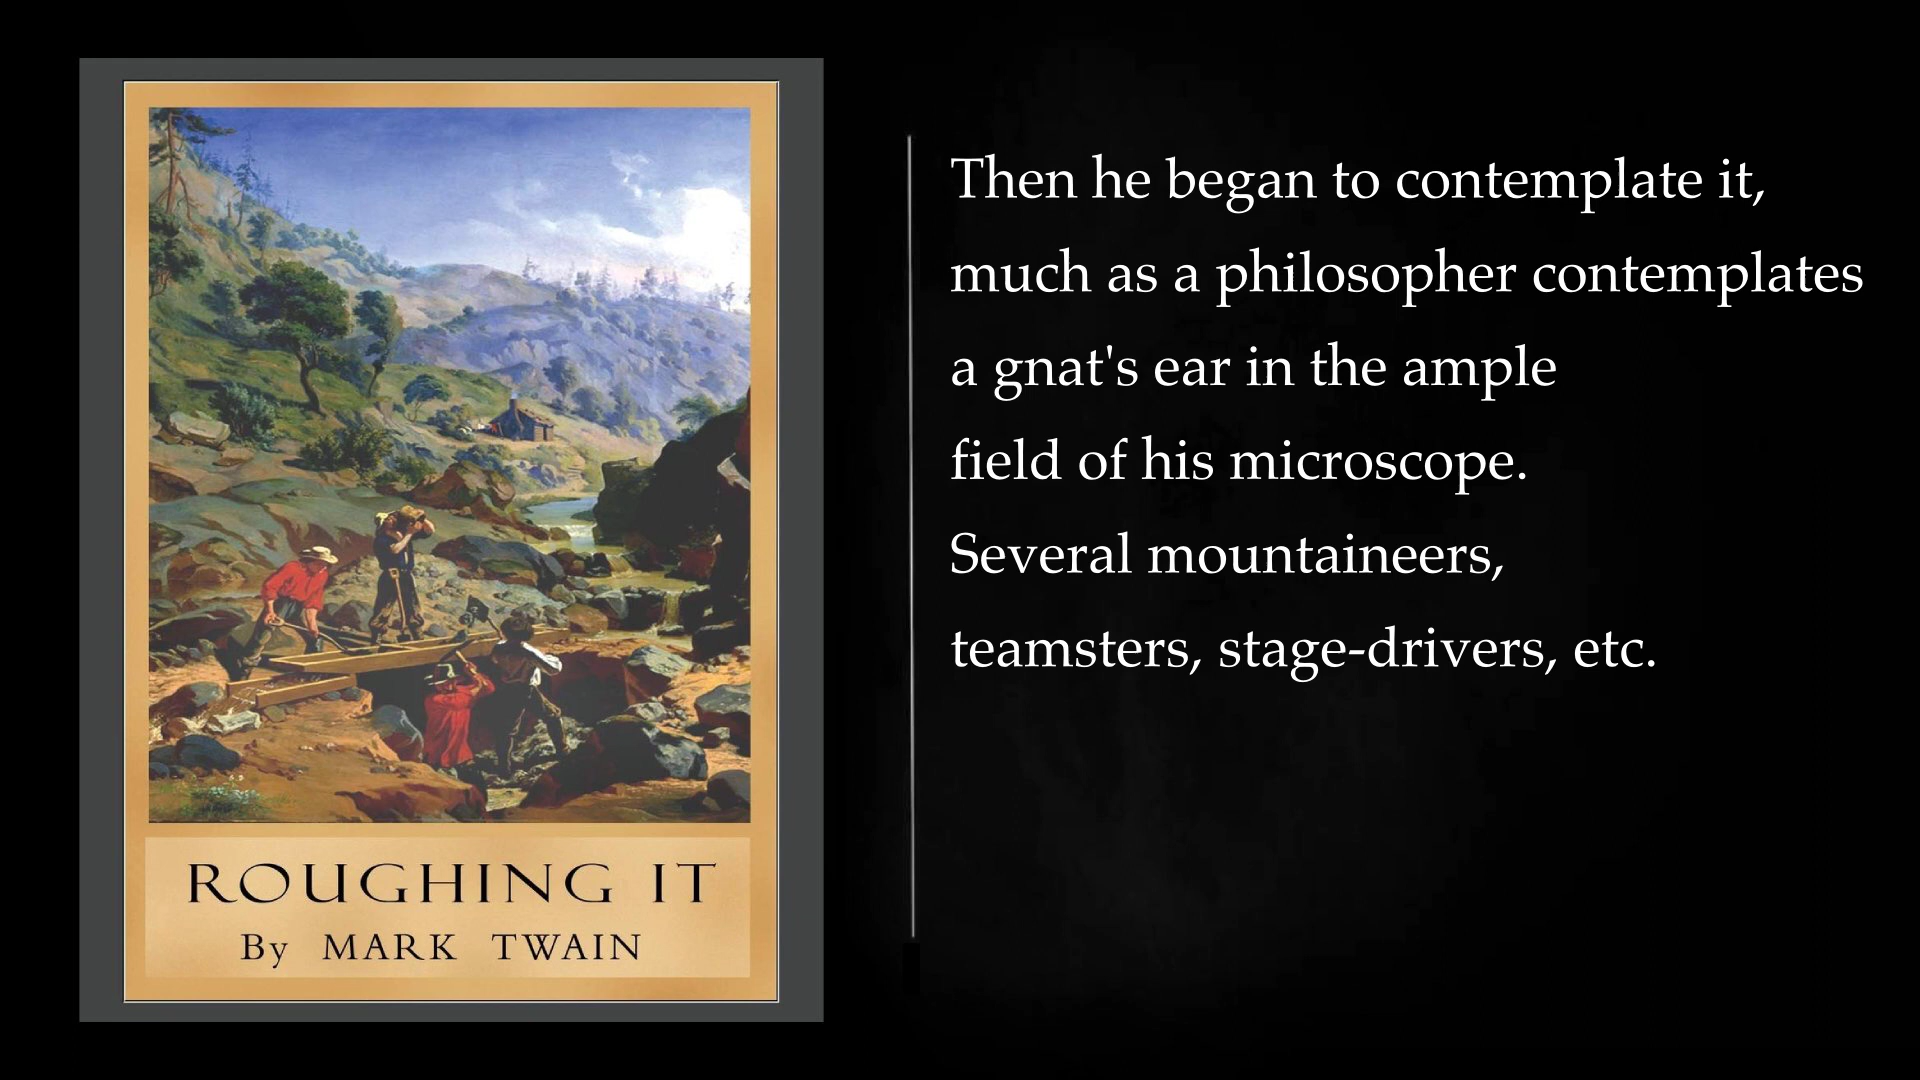 ROUGHING IT
By MARK TWAIN
Then he began to contemplate it,
much as a philosopher contemplates
a gnat's ear in the ample
field of his microscope.
Several mountaineers,
teamsters, stage-drivers, etc.